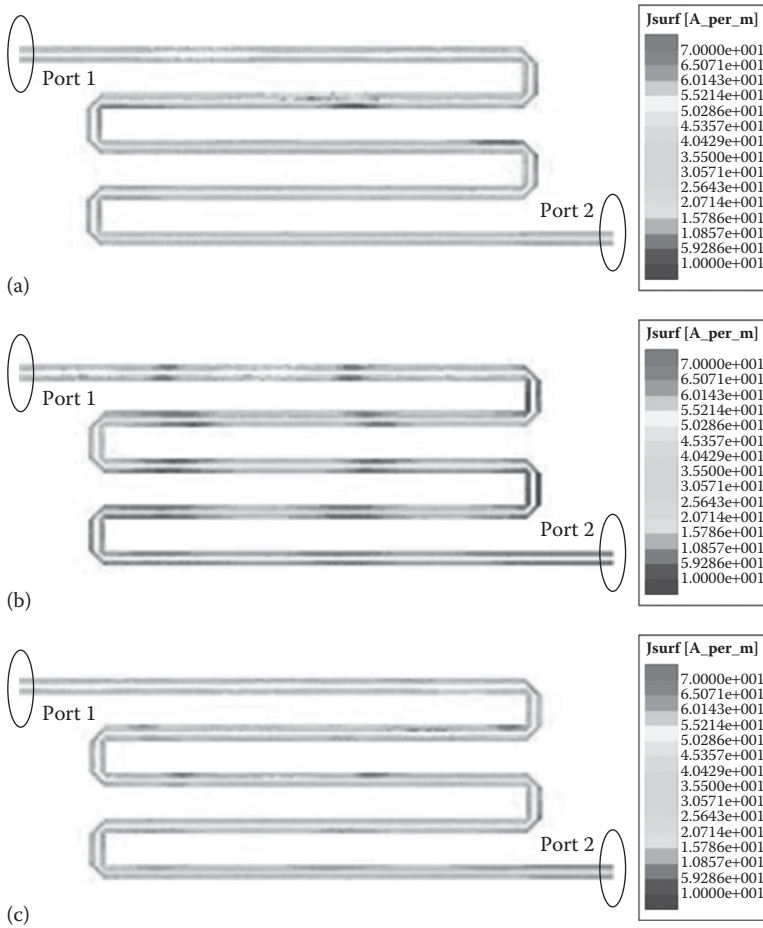 Jsurf [A_per_m]
7.0000e+001
6.5071e+001
6.0143e+001
5.5214e+001
5.0286e+001
4.5357e+001
4.0429e+001
3.5500e+001
3.0571e+001
2.5643e+001
2.0714e+001
1.5786e+001
1.0857e+001
5.9286e+001
1.0000e+001
Port 1
Port 2
(a)
Jsurf [A_per_m]
7.0000e+001
6.5071e+001
6.0143e+001
5.5214e+001
5.0286e+001
4.5357e+001
4.0429e+001
3.5500e+001
3.0571e+001
2.5643e+001
2.0714e+001
1.5786e+001
1.0857e+001
5.9286e+001
1.0000e+001
Port 1
Port 2
(b)
Jsurf [A_per_m]
7.0000e+001
6.5071e+001
6.0143e+001
5.5214e+001
5.0286e+001
4.5357e+001
4.0429e+001
3.5500e+001
3.0571e+001
2.5643e+001
2.0714e+001
1.5786e+001
1.0857e+001
5.9286e+001
1.0000e+001
Port 1
Port 2
(c)